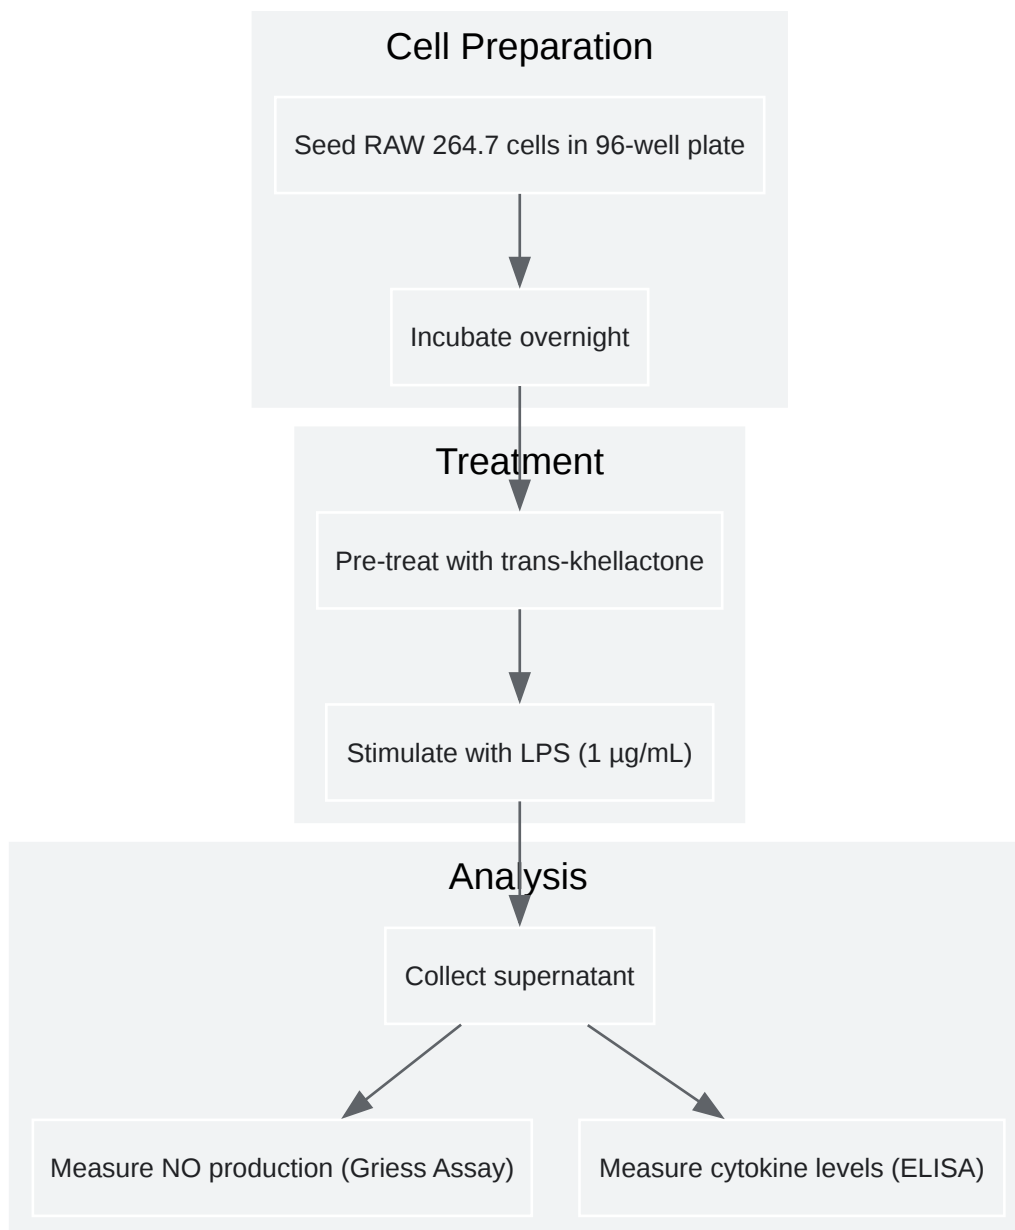 Cell Preparation
Seed RAW 264.7 cells in 96-well plate
Incubate overnight
Treatment
Pre-treat with trans-khellactone
Stimulate with LPS (1 µg/mL)
Analysis
Collect supernatant
Measure NO production (Griess Assay)
Measure cytokine levels (ELISA)